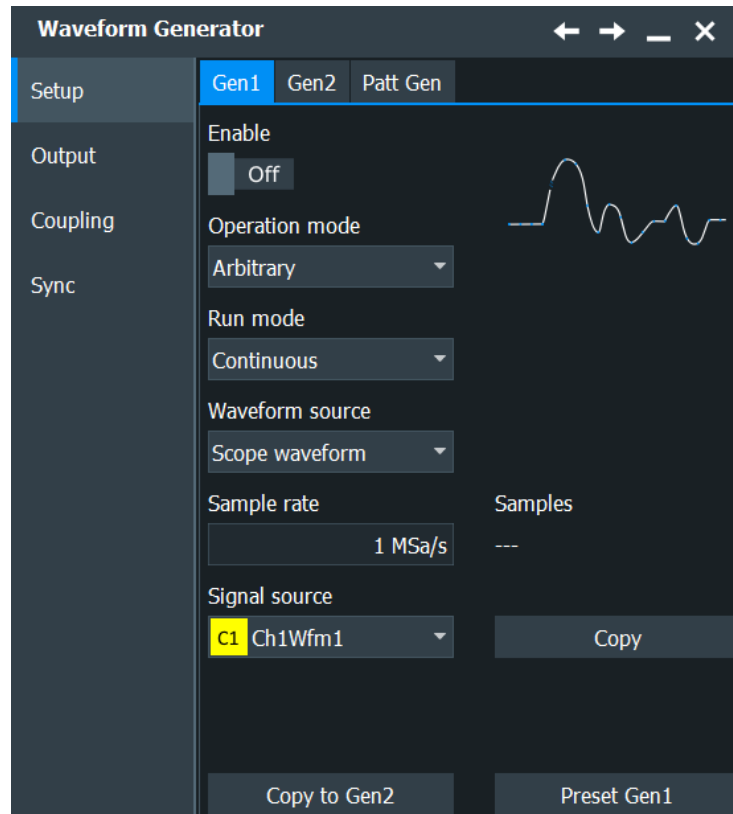 Waveform Generator
Setup
Output
Coupling
Sync
Gen1 Gen2 Patt Gen
Enable
Off
Operation mode
Arbitrary
Run mode
Continuous
Waveform source
Scope waveform
Sample rate Samples
1 MSa/s ---
Signal source
C1 Ch1Wfm1 Copy
Copy to Gen2 Preset Gen1